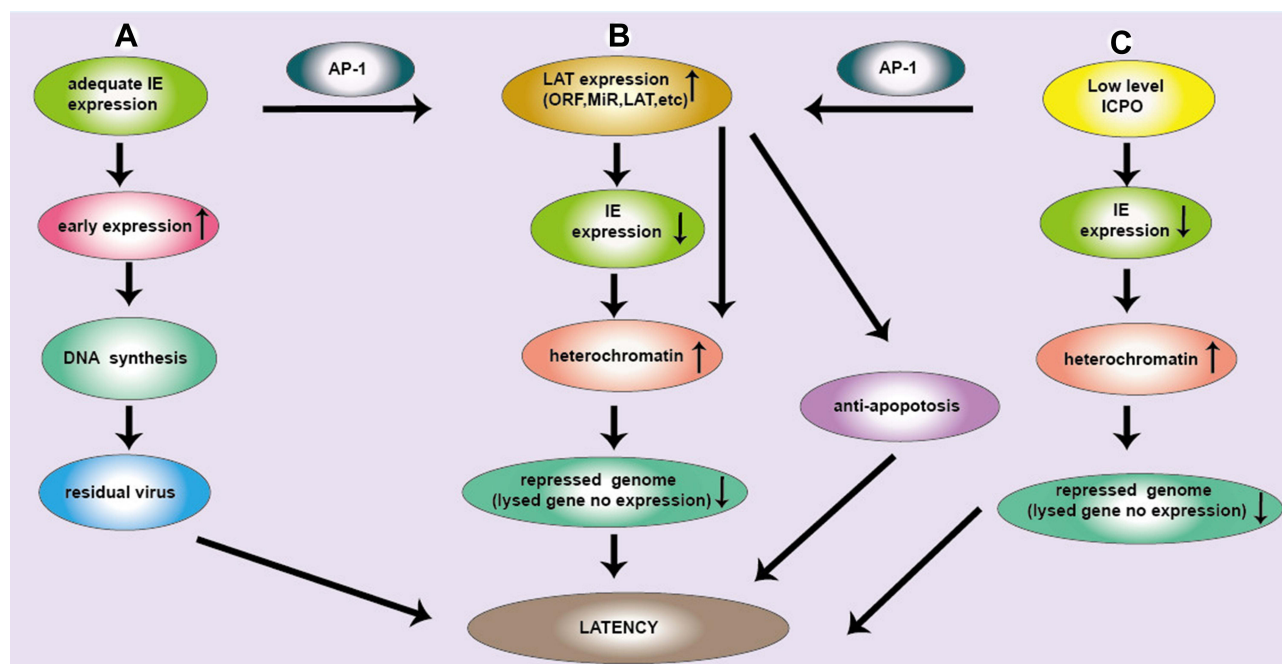 A
B
C
adequate IE
expression
AP-1
LAT expression
(ORF,MiR,LAT,etc)
AP-1
Low level
ICPO
early expression
IE
expression
IE
expression
DNA synthesis
heterochromatin
heterochromatin
anti-apopotosis
residual virus
repressed genome
(lysed gene no expression)
repressed genome
(lysed gene no expression)
LATENCY